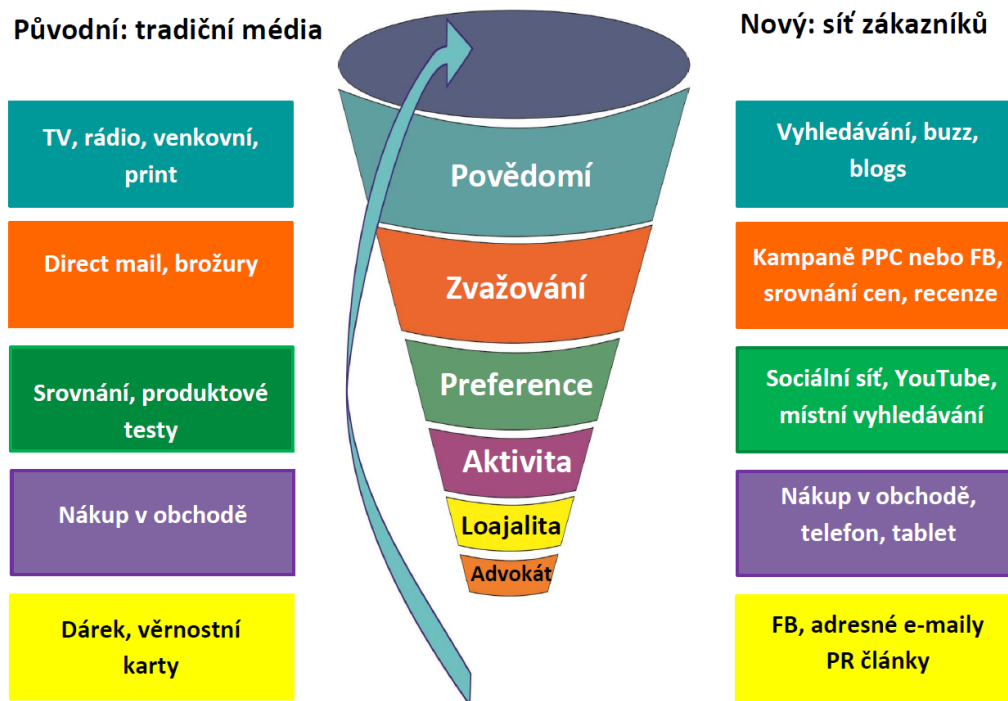 Původní: tradiční média
TV, rádio, venkovní,
print
Direct mail, brožury
Srovnání, produktové
testy
Nákup v obchodě
Dárek, věrnostní
karty
Povědomí
Zvažování
Preference
Aktivita
Loajalita
Advokát
Nový: síť zákazníků
Vyhledávání, buzz,
blogs
Kampaně PPC nebo FB,
srovnání cen, recenze
Sociální síť, YouTube,
místní vyhledávání
Nákup v obchodě,
telefon, tablet
FB, adresné e-maily
PR články